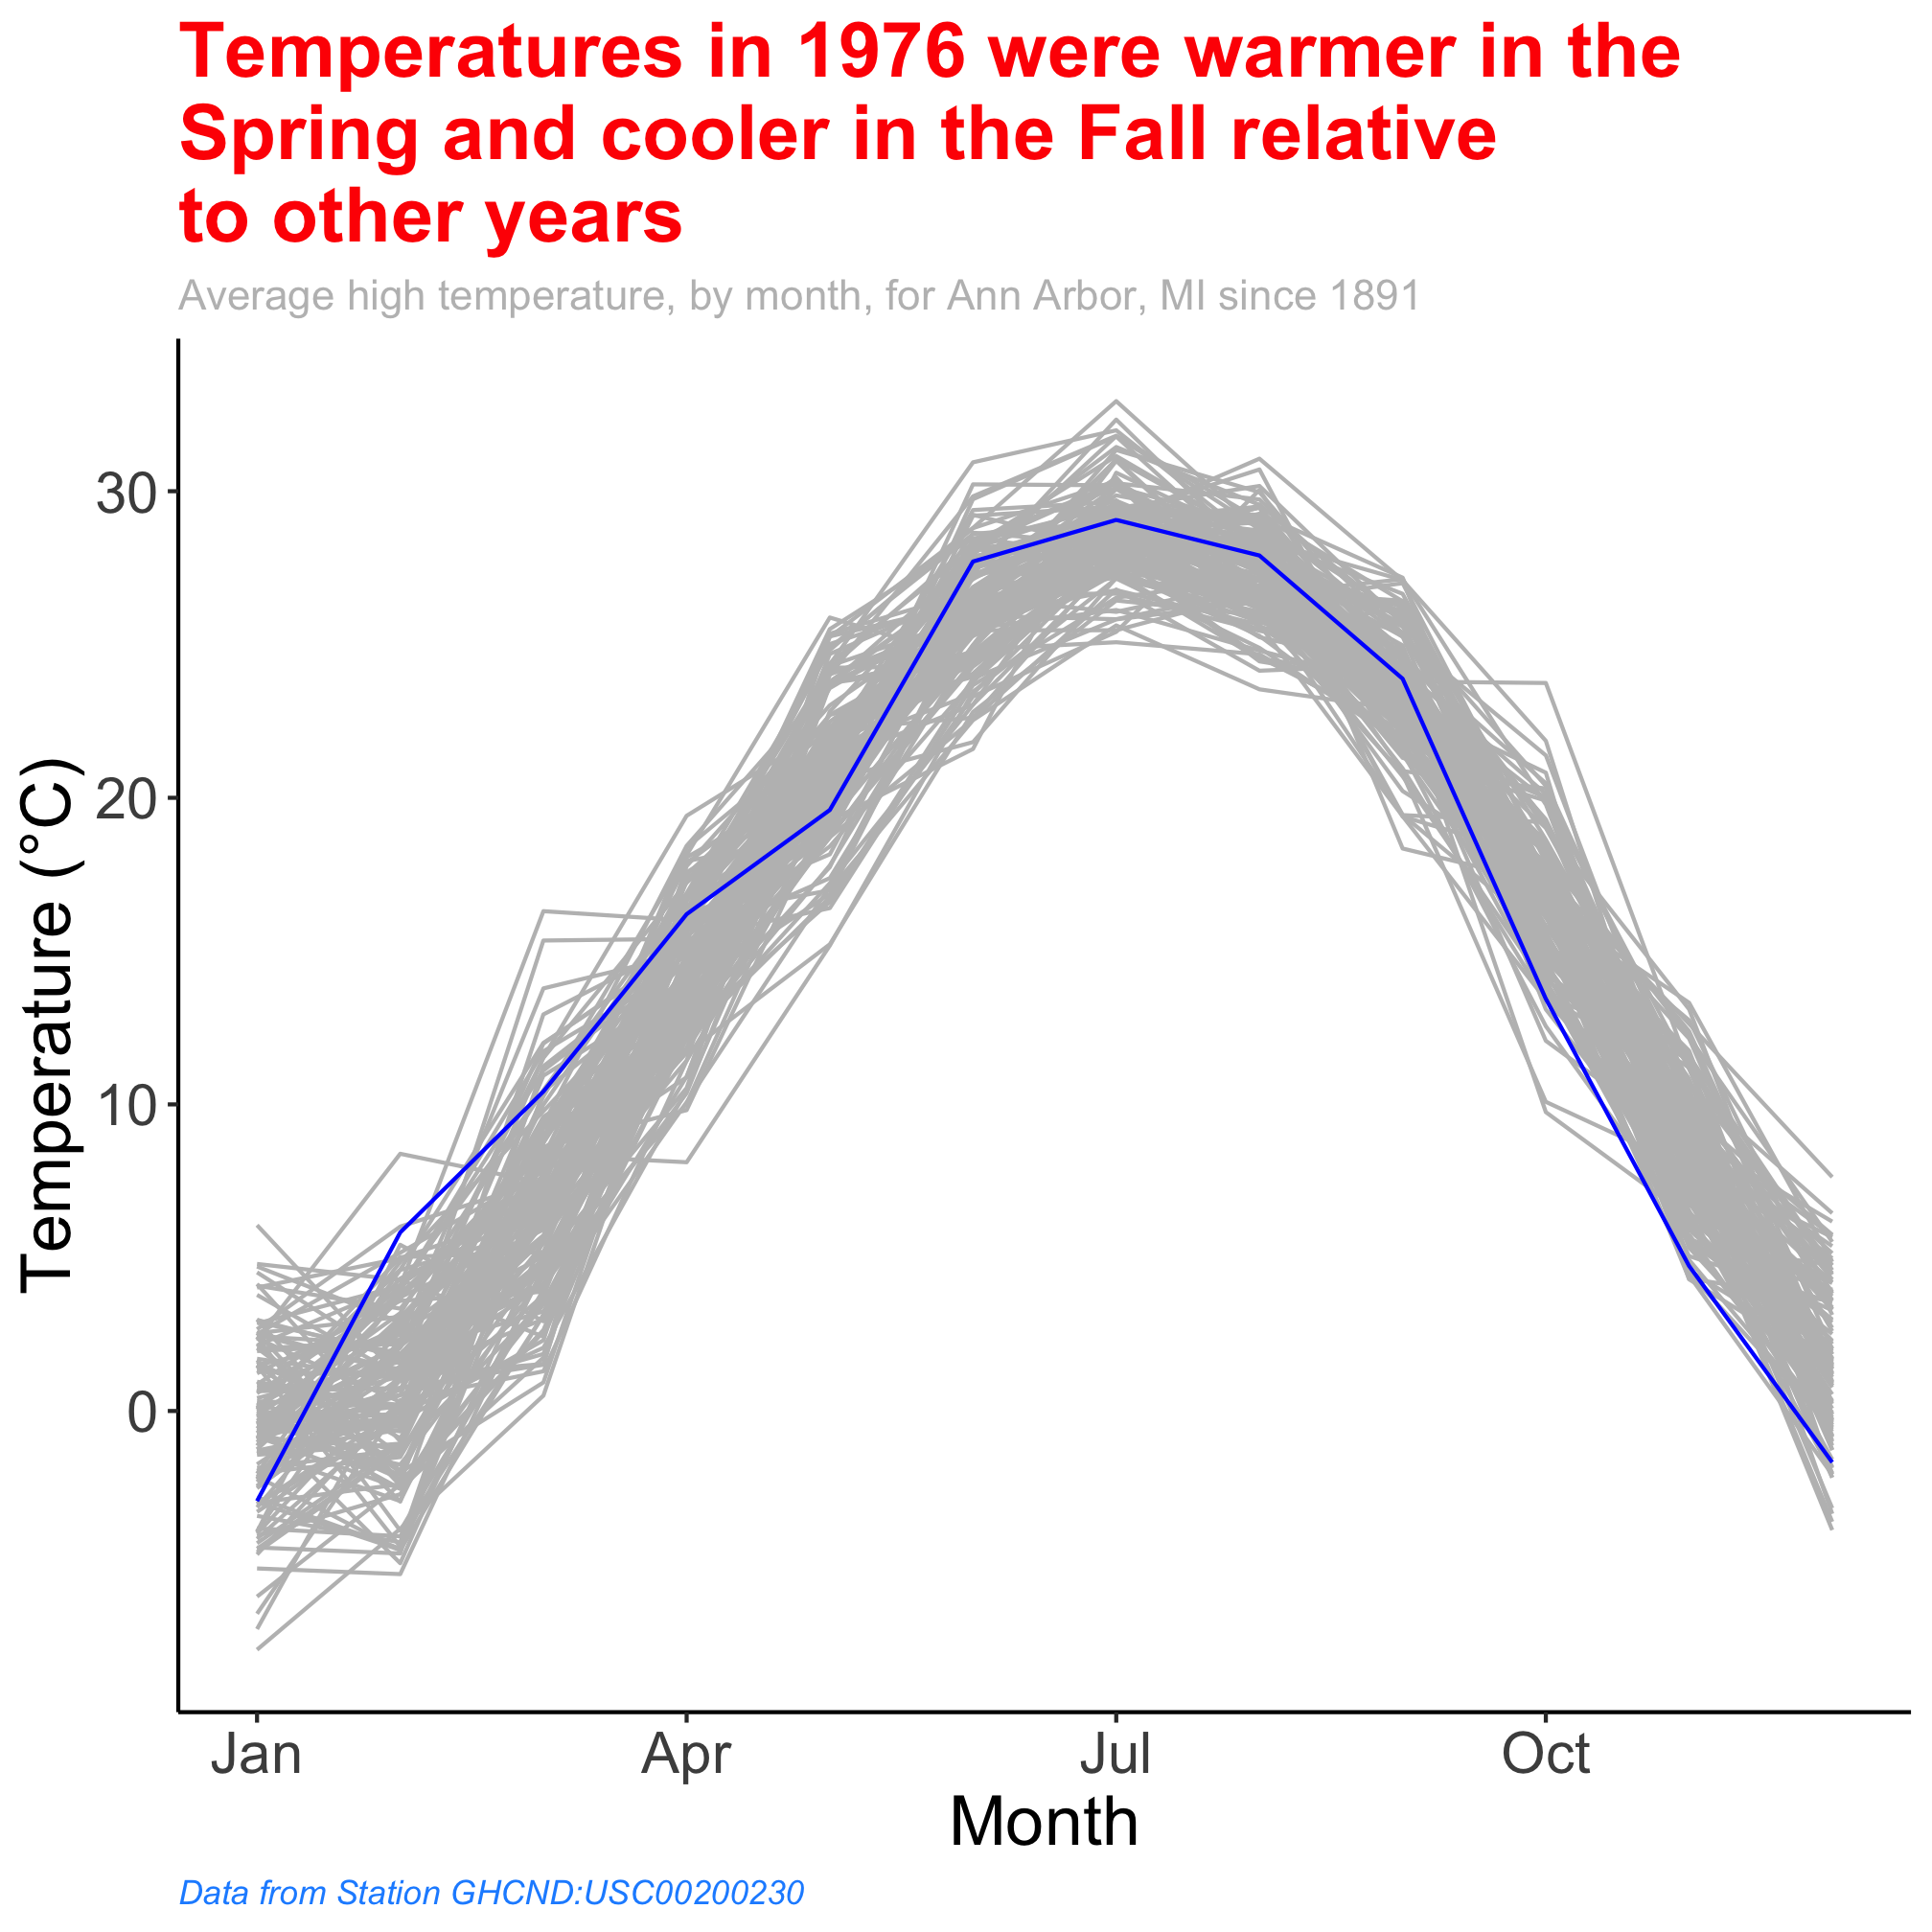 Temperatures in 1976 were warmer in the
Spring and cooler in the Fall relative
to other years
Average high temperature, by month, for Ann Arbor, MI since 1891
Temperature (°C)
30
20
10
0
Jan
Apr
Jul
Oct
Month
Data from Station GHCND:USC00200230